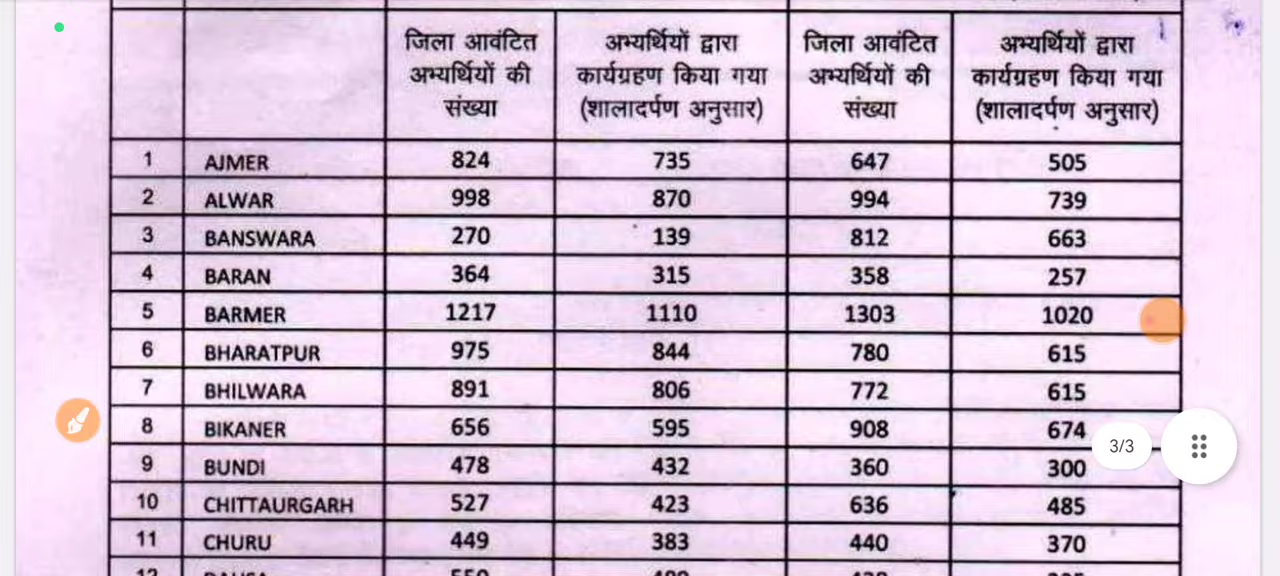 जिला आवंटित अभ्यर्थियों की संख्या	अभ्यर्थियों द्वारा कार्यग्रहण किया गया (शालादर्पण अनुसार)	जिला आवंटित अभ्यर्थियों की संख्या	अभ्यर्थियों द्वारा कार्यग्रहण किया गया (शालादर्पण अनुसार)
1 AJMER 824 735 647 505
2 ALWAR 998 870 994 739
3 BANSWARA 270 139 812 663
4 BARAN 364 315 358 257
5 BARMER 1217 1110 1303 1020
6 BHARATPUR 975 844 780 615
7 BHILWARA 891 806 772 615
8 BIKANER 656 595 908 674
3/3
9 BUNDI 478 432 360 300
10 CHITTAURGARH 527 423 636 485
11 CHURU 449 383 440 370